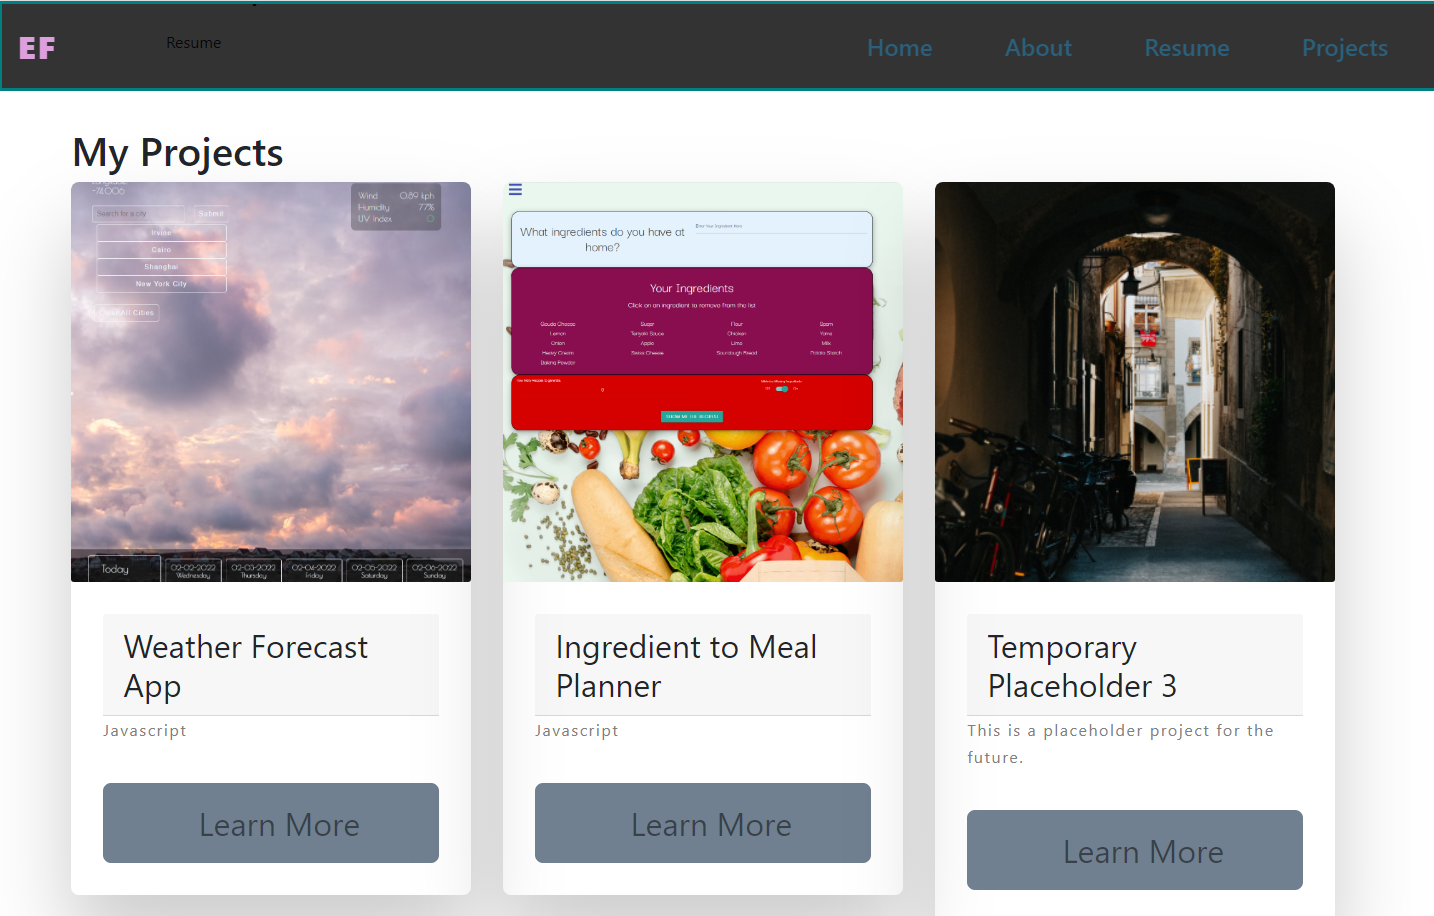 EF
Resume
Home About Resume Projects
My Projects
-74.006
Wind 0.89 kph
Humidity 77%
UV Index 0
Search for a city Submit
Irvine
Cairo
Shanghai
New York City
All Cities
Today
02-02-2022 02-03-2022 02-04-2022 02-05-2022 02-06-2022
Wednesday Thursday Friday Saturday Sunday
What ingredients do you have at
home?
Enter Your Ingredient Here
Your Ingredients
Click on an ingredient to remove from the list
Gouda Cheese Sugar Flour Spam
Lemon Teriyaki Sauce Chicken Yams
Onion Apple Lime Milk
Heavy Cream Swiss Cheese Sourdough Bread Potato Starch
Baking Powder
Weather Forecast
App
Javascript
Learn More
Ingredient to Meal
Planner
Javascript
Learn More
Temporary
Placeholder 3
This is a placeholder project for the
future.
Learn More